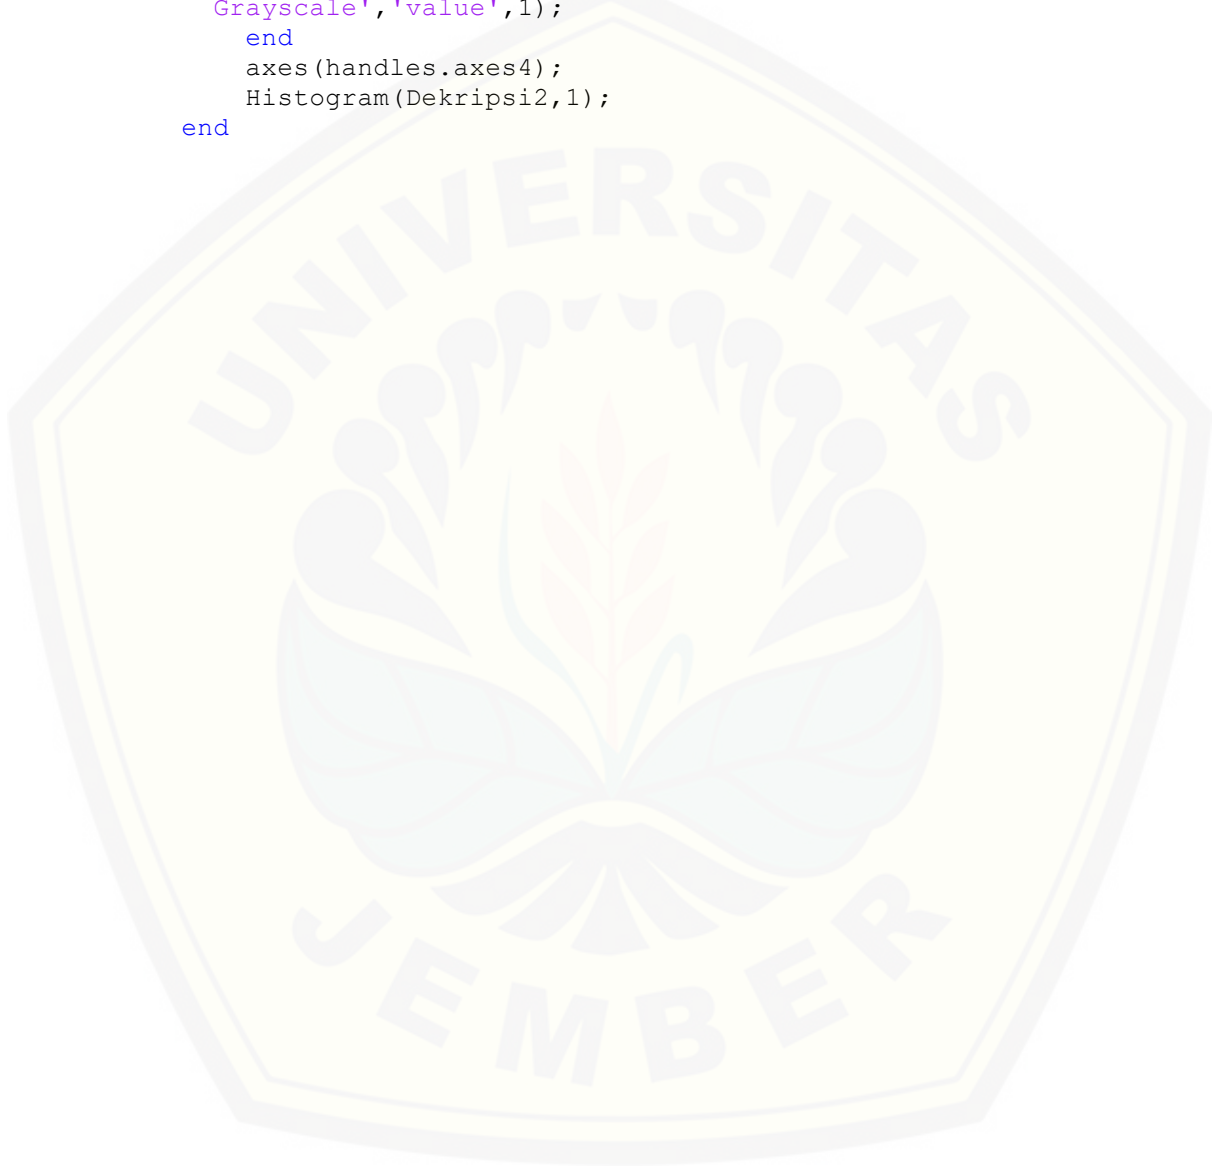 Grayscale','value',1);
end
axes(handles.axes4);
Histogram(Dekripsi2,1);
end
UNIVERSITAS
JEMBER